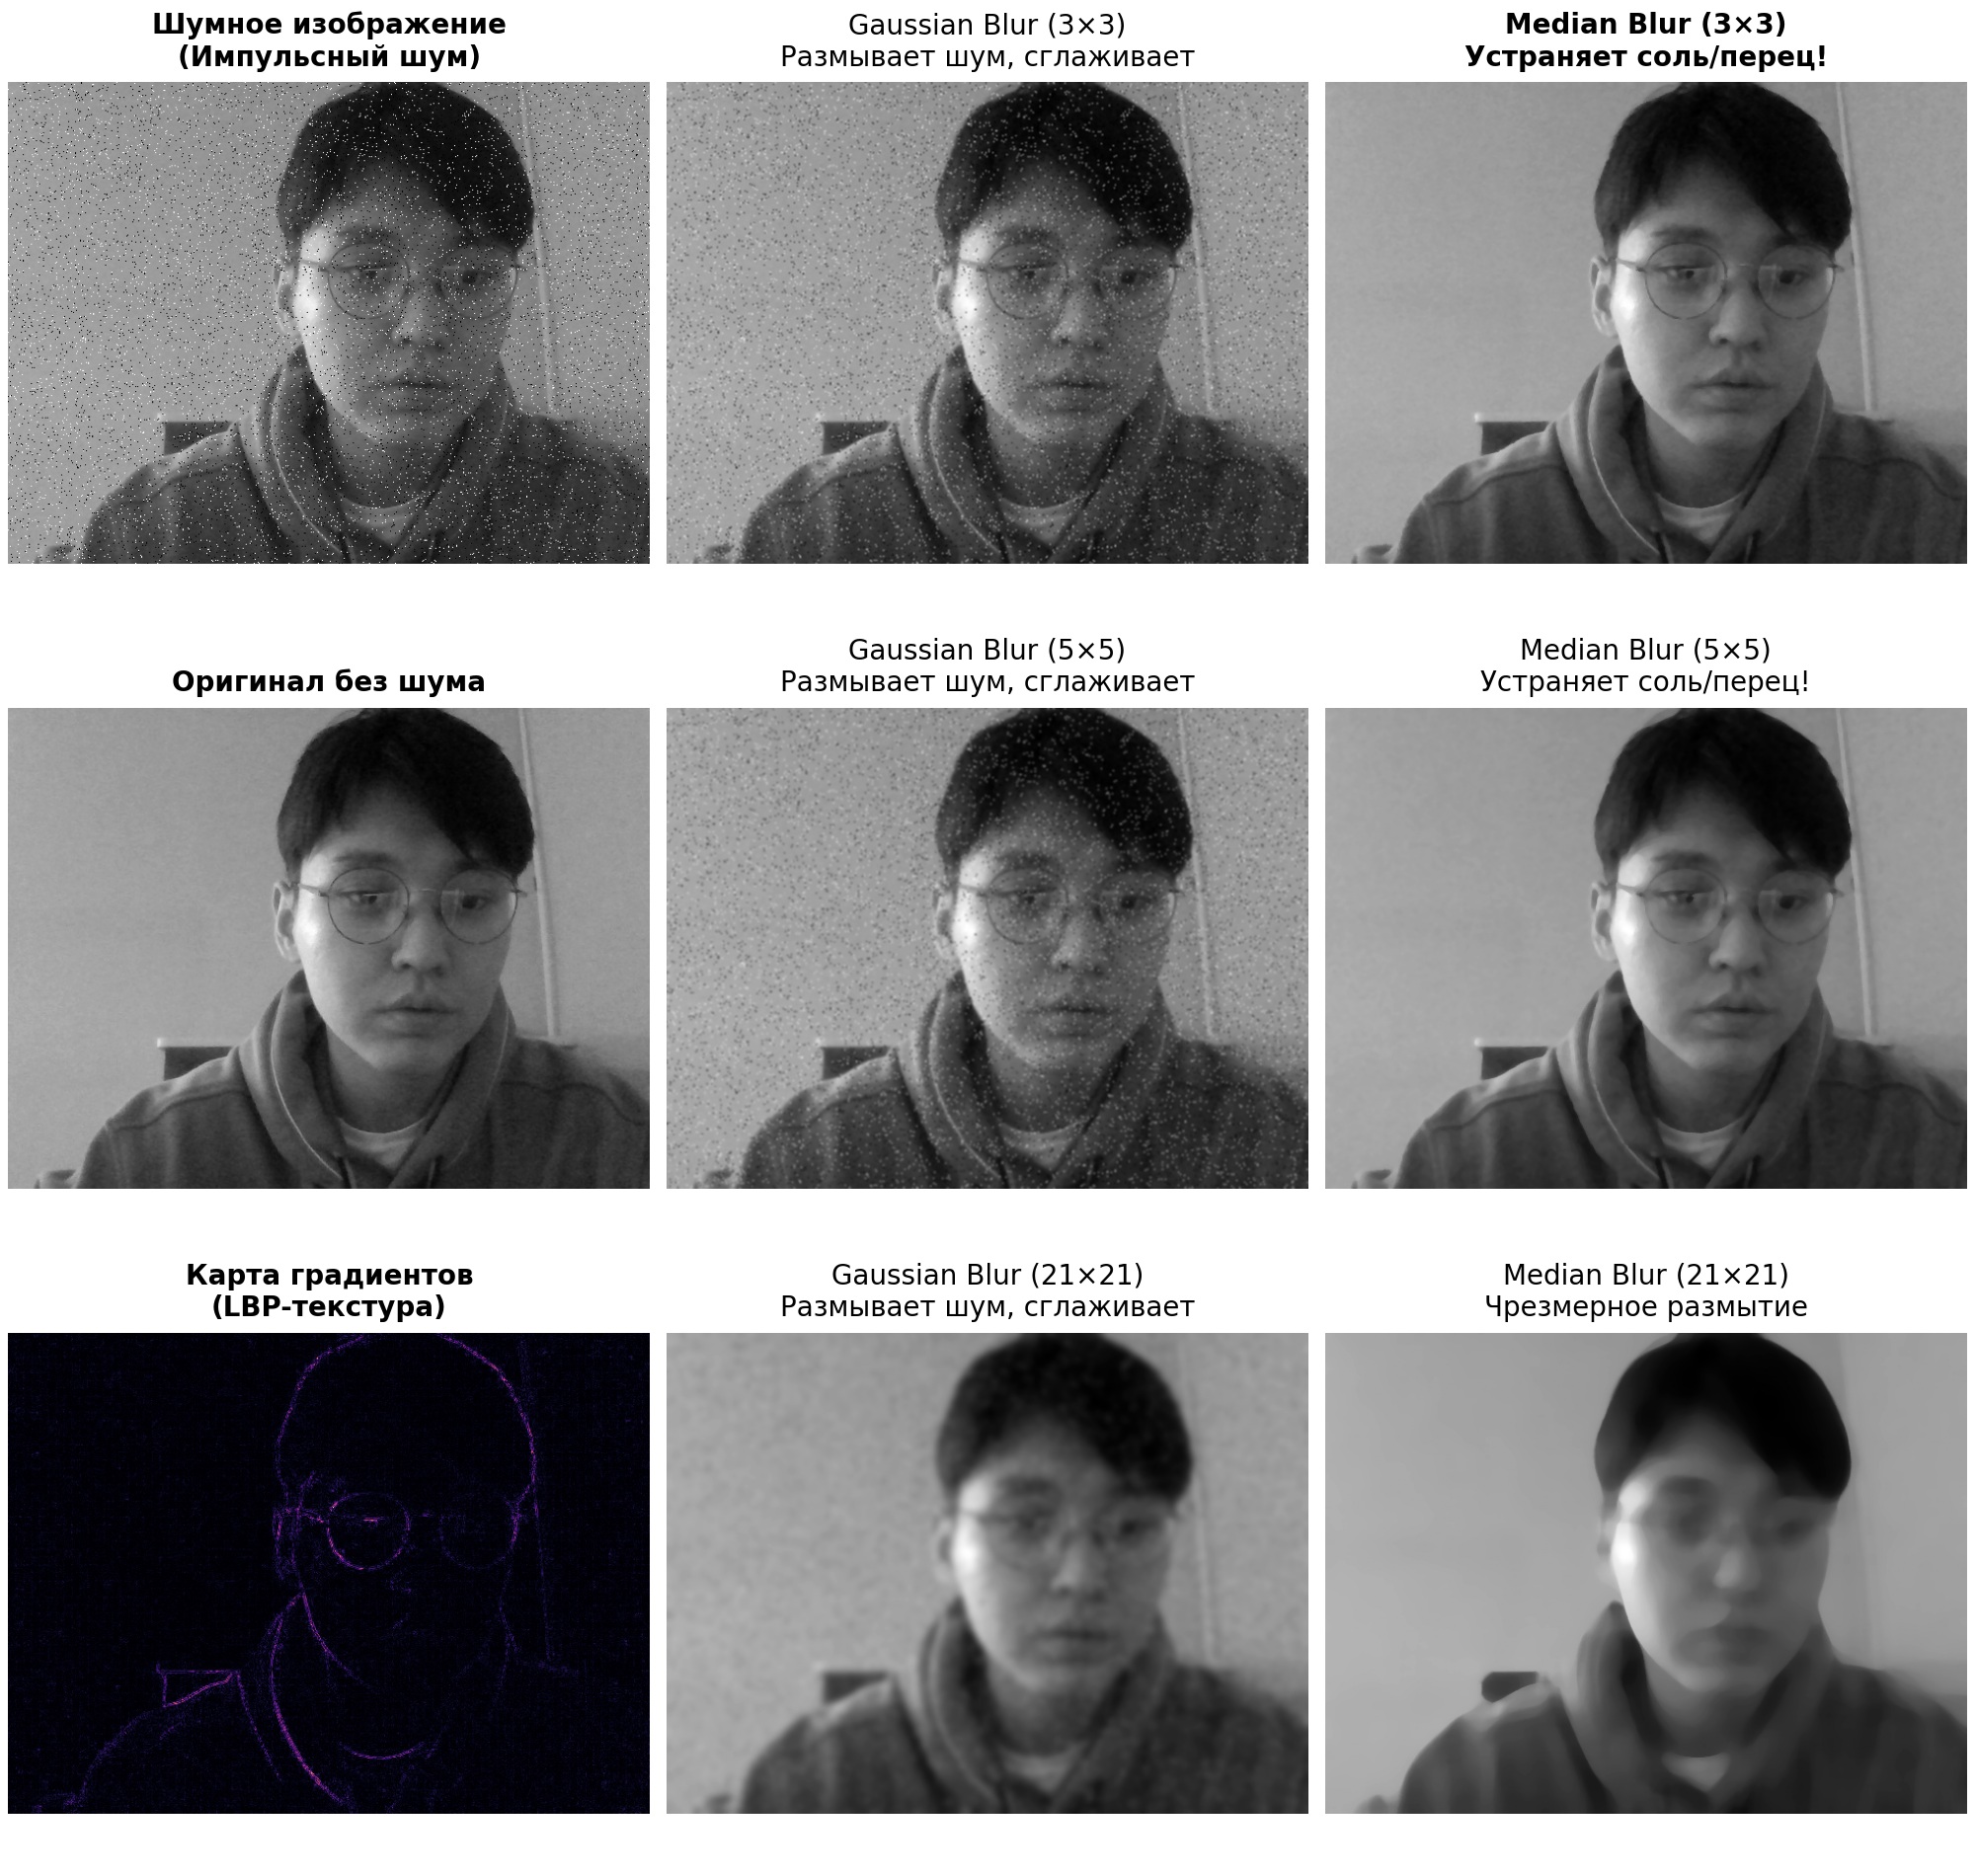 Шумное изображение
(Импульсный шум)
Gaussian Blur (3×3)
Размывает шум, сглаживает
Median Blur (3×3)
Устраняет соль/перец!
Оригинал без шума
Gaussian Blur (5×5)
Размывает шум, сглаживает
Median Blur (5×5)
Устраняет соль/перец!
Карта градиентов
(LBP-текстура)
Gaussian Blur (21×21)
Размывает шум, сглаживает
Median Blur (21×21)
Чрезмерное размытие